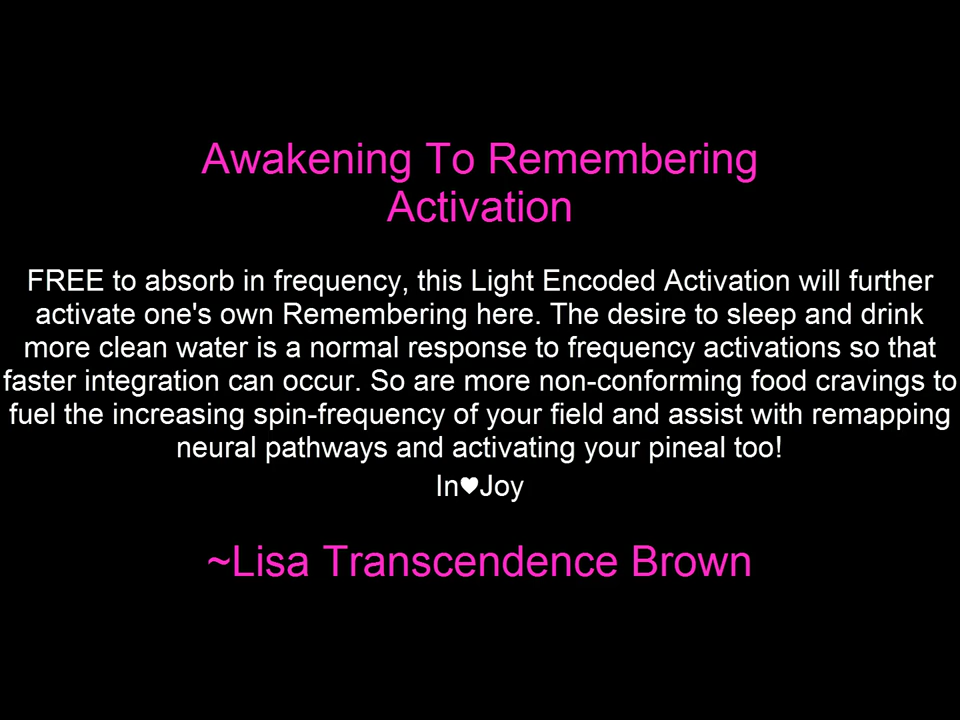 Awakening To Remembering
Activation
FREE to absorb in frequency, this Light Encoded Activation will further
activate one's own Remembering here. The desire to sleep and drink
more clean water is a normal response to frequency activations so that
faster integration can occur. So are more non-conforming food cravings to
fuel the increasing spin-frequency of your field and assist with remapping
neural pathways and activating your pineal too!
In♥Joy
~Lisa Transcendence Brown